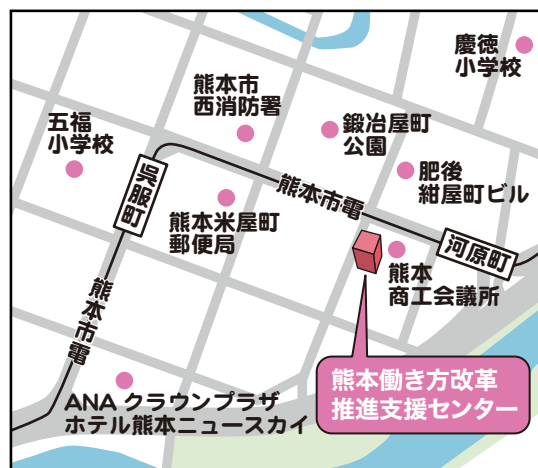 慶徳
小学校
熊本市
西消防署
五福
小学校
鍛冶屋町
公園
肥後
紺屋町ビル
呉服町
熊本市電
熊本米屋町
郵便局
河原町
熊本
商工会議所
熊本市電
熊本働き方改革
推進支援センター
ANA クラウンプラザ
ホテル熊本ニュースカイ